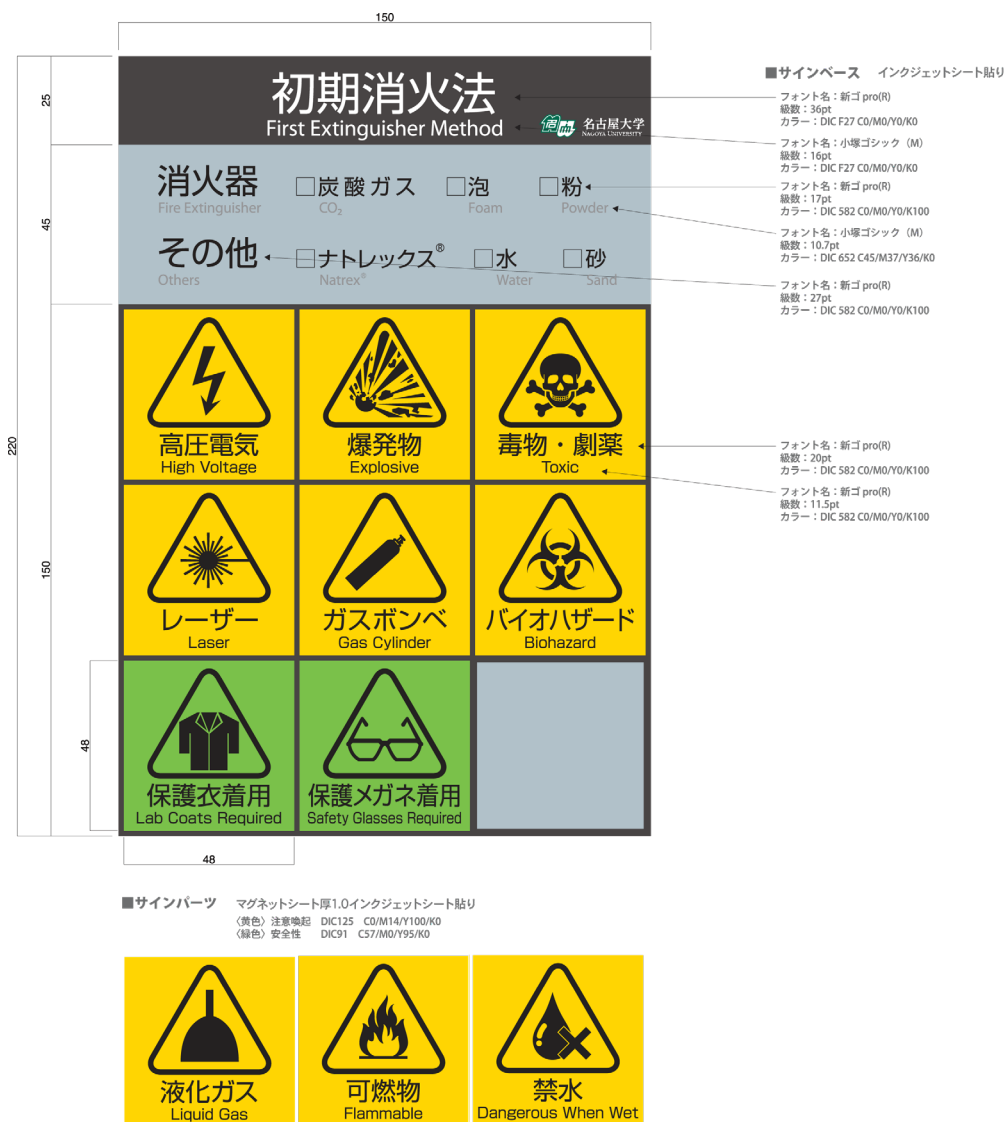 150
25
初期消火法
First Extinguisher Method
名古屋大学
NAGOYA UNIVERSITY
■サインベース インクジェットシート貼り
フォント名：新ゴ pro(R)
級数：36pt
カラー：DIC F27 C0/M0/Y0/K0
フォント名：小塚ゴシック（M）
級数：16pt
カラー：DIC F27 C0/M0/Y0/K0
45
消火器 □炭酸ガス □泡 □粉
Fire Extinguisher CO₂ Foam Powder
フォント名：新ゴ pro(R)
級数：17pt
カラー：DIC 582 C0/M0/Y0/K100
フォント名：小塚ゴシック（M）
級数：10.7pt
カラー：DIC 652 C45/M37/Y36/K0
その他 □ナトレックス® □水 □砂
Others Natrex® Water Sand
フォント名：新ゴ pro(R)
級数：27pt
カラー：DIC 582 C0/M0/Y0/K100
220
150
高圧電気 爆発物 毒物・劇薬
High Voltage Explosive Toxic
フォント名：新ゴ pro(R)
級数：20pt
カラー：DIC 582 C0/M0/Y0/K100
フォント名：新ゴ pro(R)
級数：11.5pt
カラー：DIC 582 C0/M0/Y0/K100
レーザー ガスボンベ バイオハザード
Laser Gas Cylinder Biohazard
48
保護衣着用 保護メガネ着用
Lab Coats Required Safety Glasses Required
48
■サインパーツ マグネットシート厚1.0インクジェットシート貼り
〈黄色〉注意喚起 DIC125 C0/M14/Y100/K0
〈緑色〉安全性 DIC91 C57/M0/Y95/K0
液化ガス 可燃物 禁水
Liquid Gas Flammable Dangerous When Wet